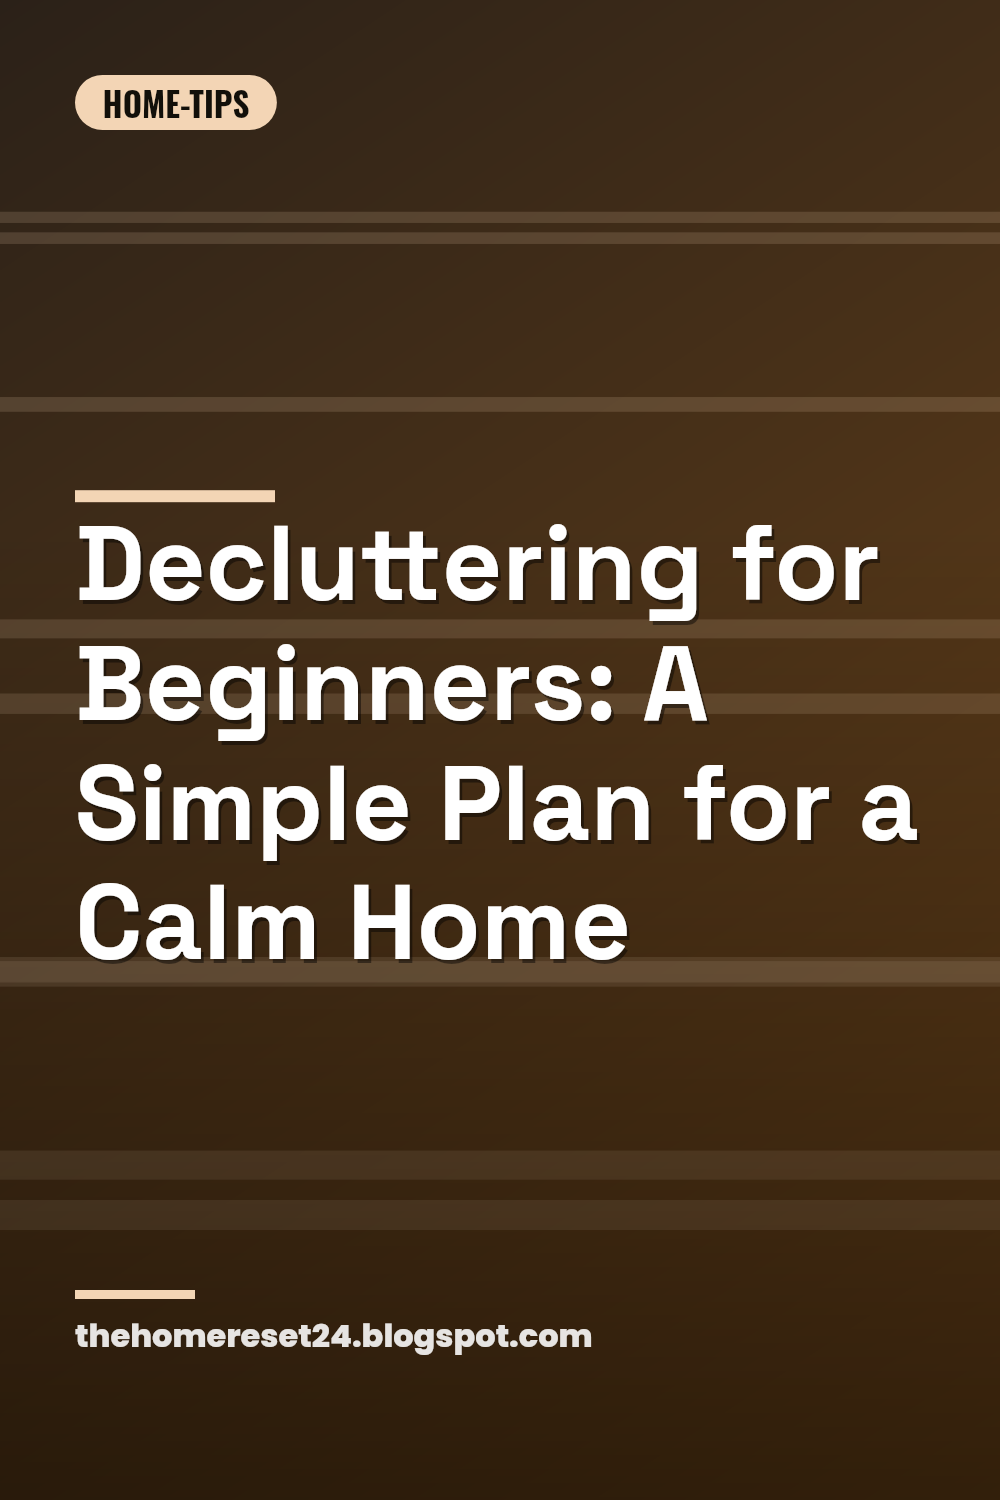 HOME-TIPS
Decluttering for
Beginners: A
Simple Plan for a
Calm Home
thehomereset24.blogspot.com